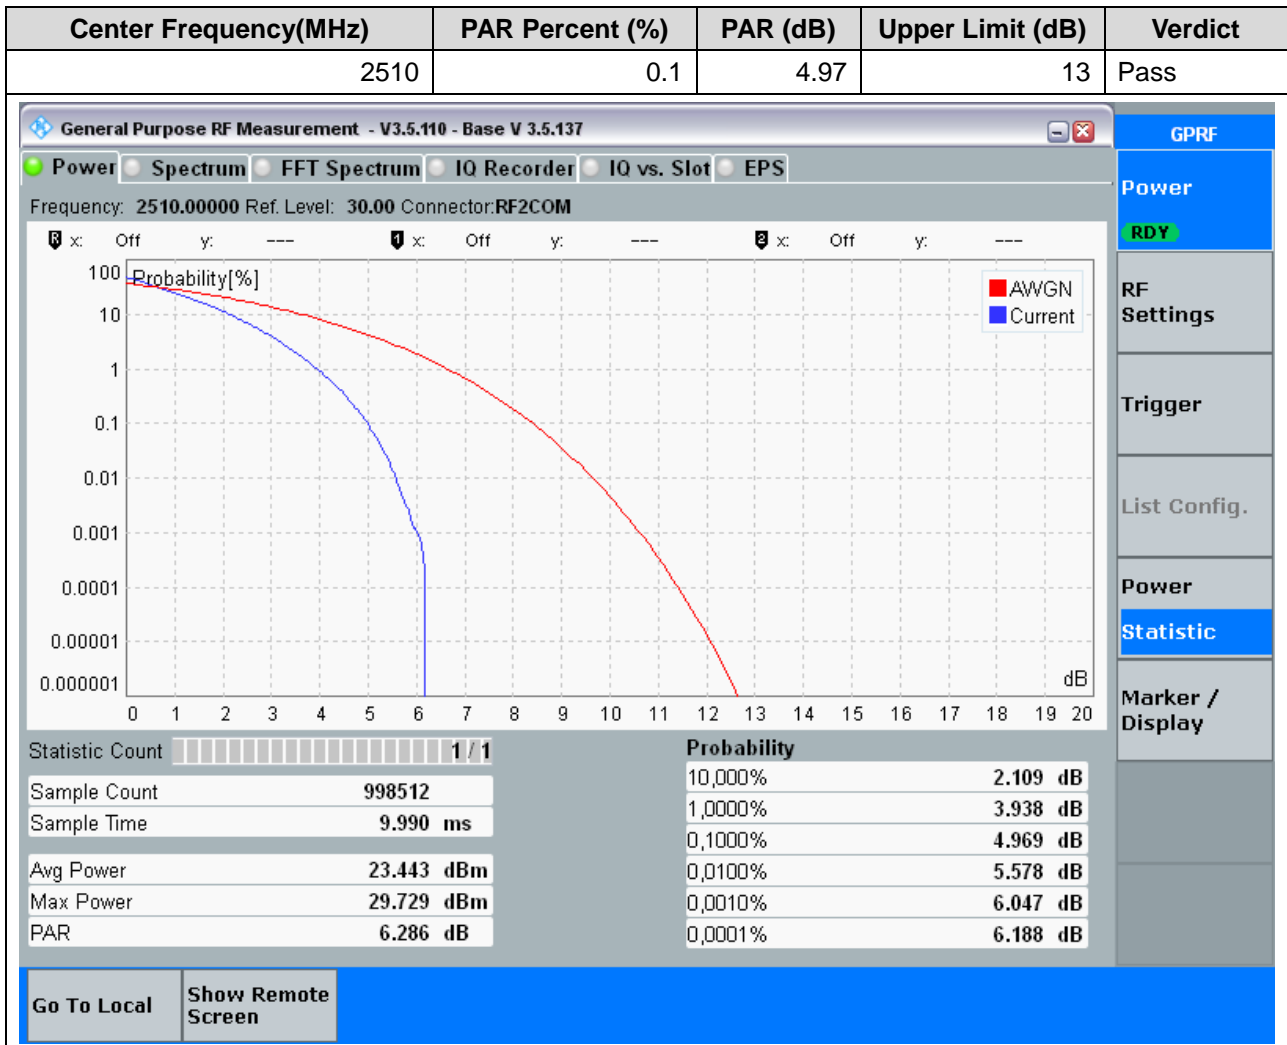 Center Frequency(MHz) PAR Percent (%) PAR (dB) Upper Limit (dB) Verdict
2510 0.1 4.97 13 Pass
General Purpose RF Measurement - V3.5.110 - Base V 3.5.137
GPRF
Power Spectrum FFT Spectrum IQ Recorder IQ vs. Slot EPS
Power
RDY
Frequency: 2510.00000 Ref. Level: 30.00 Connector:RF2COM
R x: Off y: --- 1 x: Off y: --- 2 x: Off y: ---
Probability[%]
AWGN
Current
100
10
1
0.1
0.01
0.001
0.0001
0.00001
0.000001
dB
0 1 2 3 4 5 6 7 8 9 10 11 12 13 14 15 16 17 18 19 20
RF
Settings
Trigger
List Config.
Power
Statistic
Marker /
Display
Statistic Count 1 / 1
Sample Count 998512
Sample Time 9.990 ms
Avg Power 23.443 dBm
Max Power 29.729 dBm
PAR 6.286 dB
Probability
10,000% 2.109 dB
1,0000% 3.938 dB
0,1000% 4.969 dB
0,0100% 5.578 dB
0,0010% 6.047 dB
0,0001% 6.188 dB
Go To Local
Show Remote
Screen